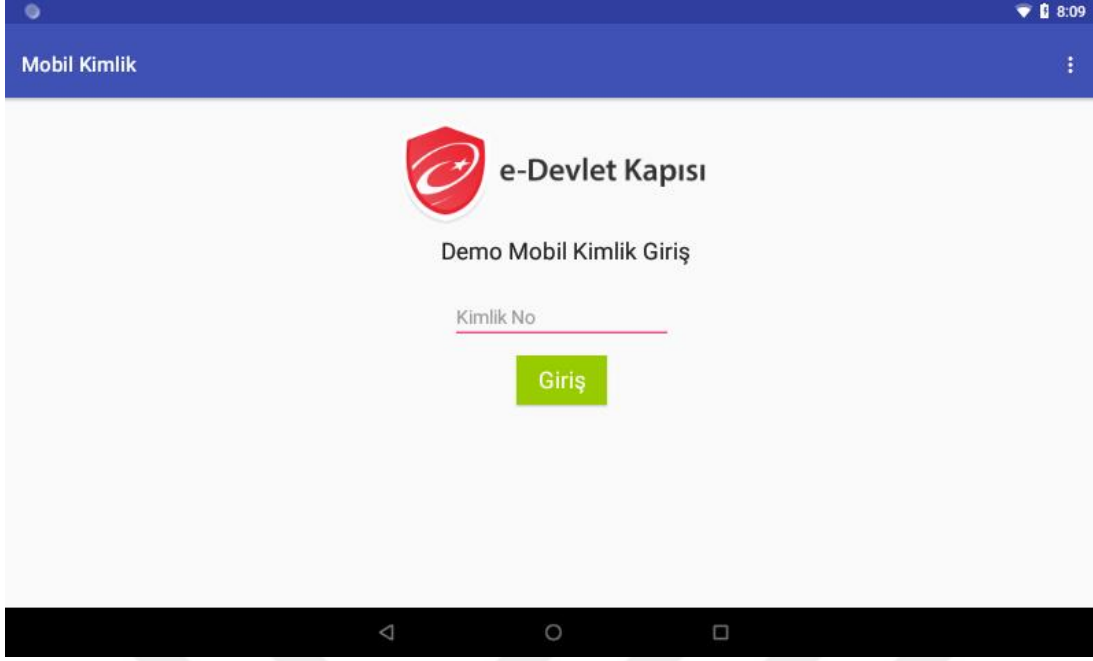 8:09
Mobil Kimlik
e-Devlet Kapısı
Demo Mobil Kimlik Giriş
Kimlik No
Giriş